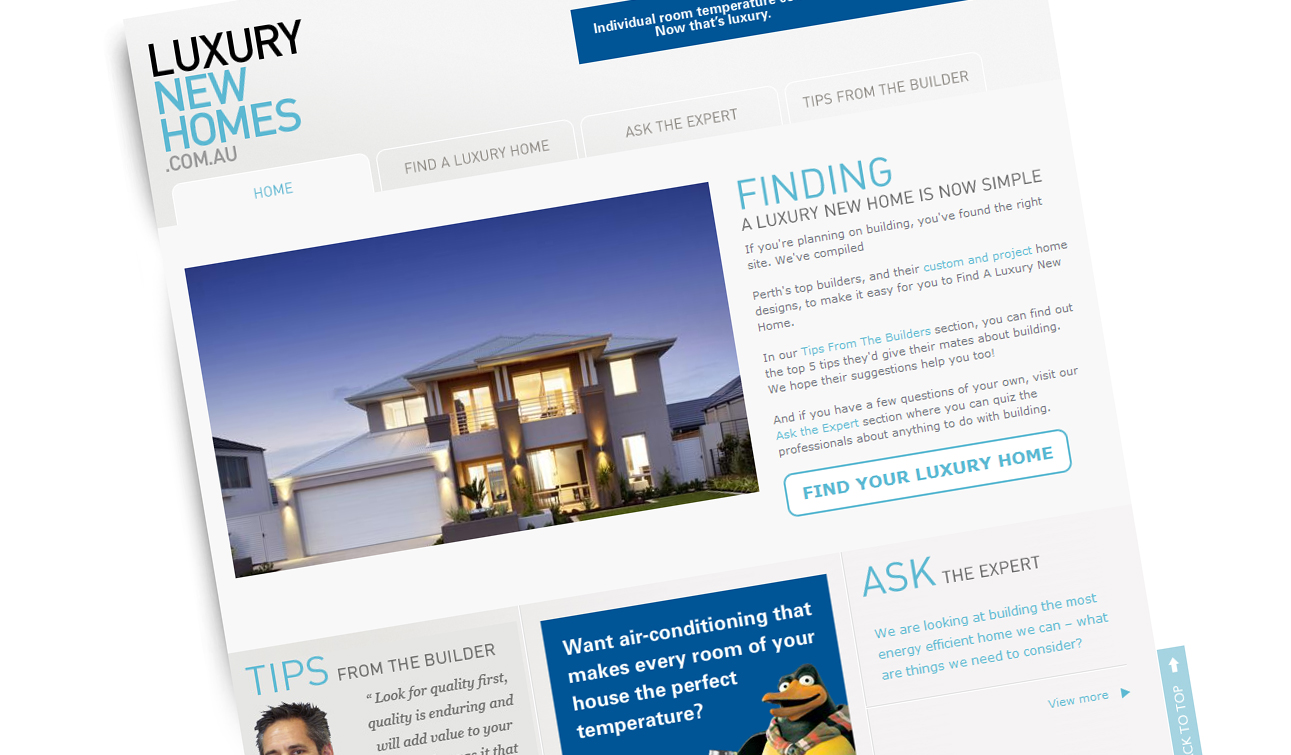 LUXURY
NEW
HOMES
.COM.AU
Individual room temperature
Now that's luxury.
HOME
FIND A LUXURY HOME
ASK THE EXPERT
TIPS FROM THE BUILDER
FINDING
A LUXURY NEW HOME IS NOW SIMPLE
If you're planning on building, you've found the right
site. We've compiled
Perth's top builders, and their custom and project home
designs, to make it easy for you to Find A Luxury New
Home.
In our Tips From The Builders section, you can find out
the top 5 tips they'd give their mates about building.
We hope their suggestions help you too!
And if you have a few questions of your own, visit our
Ask the Expert section where you can quiz the
professionals about anything to do with building.
FIND YOUR LUXURY HOME
TIPS FROM THE BUILDER
“ Look for quality first,
quality is enduring and
will add value to your
it that
Want air-conditioning that
makes every room of your
house the perfect
temperature?
ASK THE EXPERT
We are looking at building the most
energy efficient home we can – what
are things we need to consider?
View more
CK TO TOP